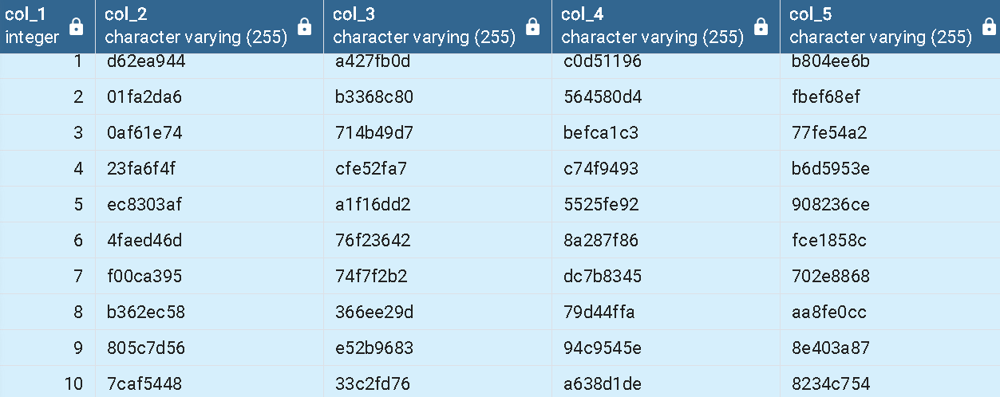 col_1 col_2 col_3 col_4 col_5
integer character varying (255) character varying (255) character varying (255) character varying (255)
1 d62ea944 a427fb0d c0d51196 b804ee6b
2 01fa2da6 b3368c80 564580d4 fbef68ef
3 0af61e74 714b49d7 befca1c3 77fe54a2
4 23fa6f4f cfe52fa7 c74f9493 b6d5953e
5 ec8303af a1f16dd2 5525fe92 908236ce
6 4faed46d 76f23642 8a287f86 fce1858c
7 f00ca395 74f7f2b2 dc7b8345 702e8868
8 b362ec58 366ee29d 79d44ffa aa8fe0cc
9 805c7d56 e52b9683 94c9545e 8e403a87
10 7caf5448 33c2fd76 a638d1de 8234c754